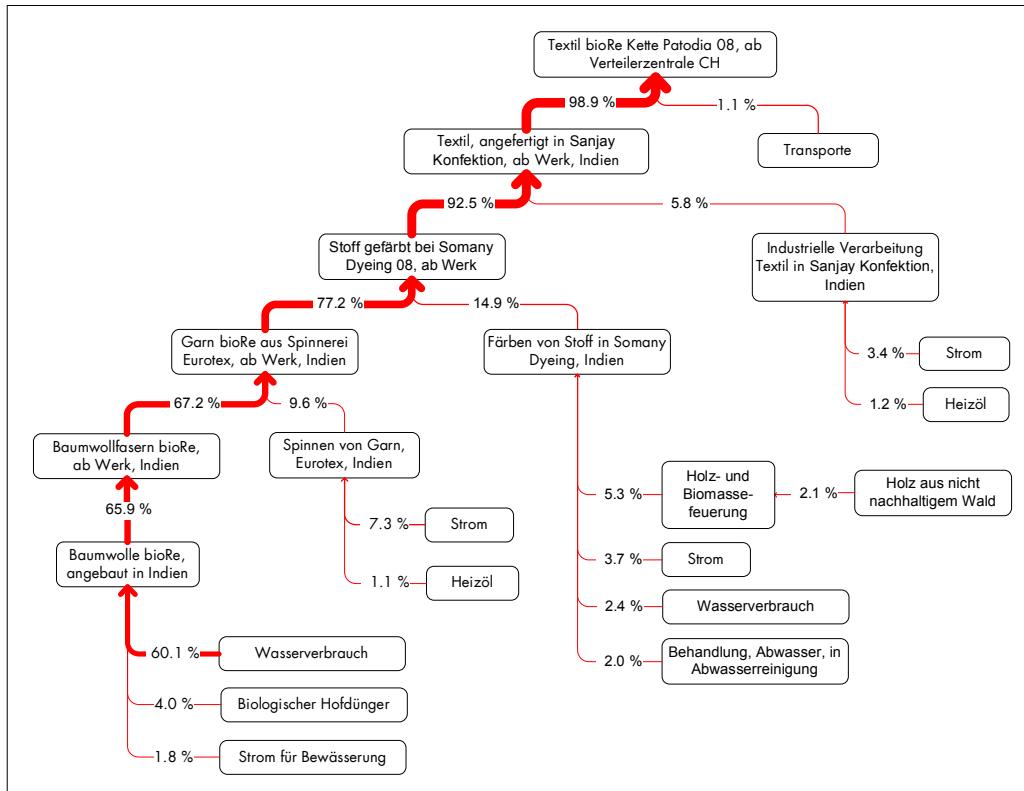 Textil bioRe Kette Patodia 08, ab
Verteilerzentrale CH
98.9 %
1.1 %
Textil, angefertigt in Sanjay
Konfektion, ab Werk, Indien
Transporte
92.5 %
5.8 %
Stoff gefärbt bei Somany
Dyeing 08, ab Werk
Industrielle Verarbeitung
Textil in Sanjay Konfektion,
Indien
77.2 %
14.9 %
Garn bioRe aus Spinnerei
Eurotex, ab Werk, Indien
Färben von Stoff in Somany
Dyeing, Indien
3.4 %
Strom
1.2 %
Heizöl
67.2 %
9.6 %
Baumwollfasern bioRe,
ab Werk, Indien
Spinnen von Garn,
Eurotex, Indien
5.3 %
Holz- und
Biomasse-
feuerung
2.1 %
Holz aus nicht
nachhaltigem Wald
65.9 %
7.3 %
Strom
Baumwolle bioRe,
angebaut in Indien
3.7 %
Strom
1.1 %
Heizöl
2.4 %
Wasserverbrauch
60.1 %
Wasserverbrauch
2.0 %
Behandlung, Abwasser, in
Abwasserreinigung
4.0 %
Biologischer Hofdünger
1.8 %
Strom für Bewässerung